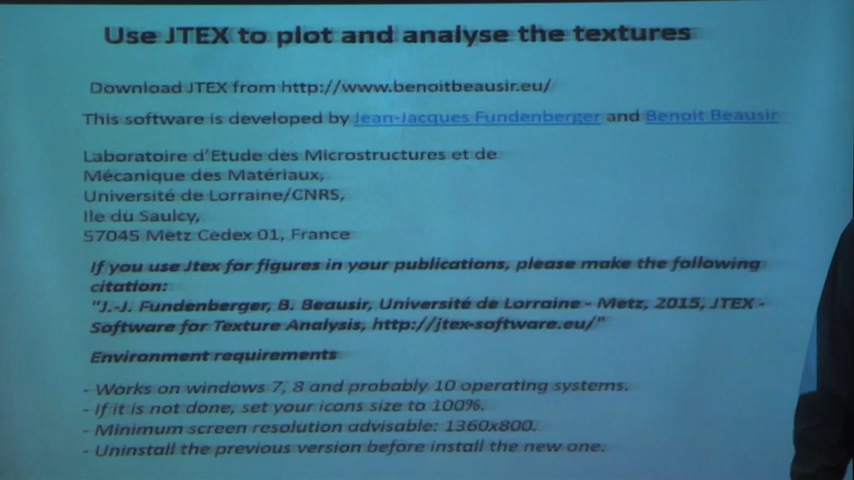 Use JTEX to plot and analyse the textures
Download JTEX from http://www.benoitbeausir.eu/
This software is developed by Jean-Jacques Fundenberger and Benoit Beausir
Laboratoire d'Etude des Microstructures et de
Mécanique des Matériaux,
Université de Lorraine/CNRS,
Ile du Saulcy,
57045 Metz Cedex 01, France
If you use Jtex for figures in your publications, please make the following
citation:
"J.-J. Fundenberger, B. Beausir, Université de Lorraine - Metz, 2015, JTEX -
Software for Texture Analysis, http://jtex-software.eu/"
Environment requirements
- Works on windows 7, 8 and probably 10 operating systems.
- If it is not done, set your icons size to 100%.
- Minimum screen resolution advisable: 1360x800.
- Uninstall the previous version before install the new one.